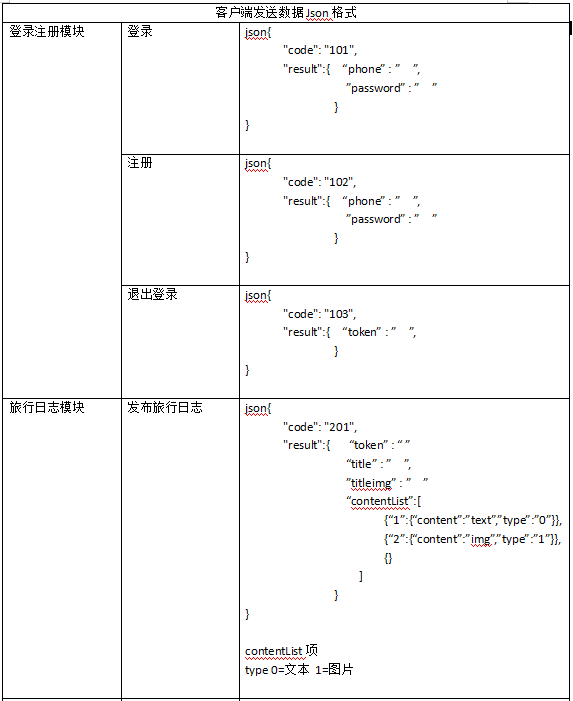 客户端发送数据Json 格式
登录注册模块
登录
json{
"code": "101",
"result":{ “phone” : ” ”,
”password” : ” ”
}
}
注册
json{
"code": "102",
"result":{ “phone” : ” ”,
”password” : ” ”
}
}
退出登录
json{
"code": "103",
"result":{ “token” : ” ”,
}
}
旅行日志模块
发布旅行日志
json{
"code": "201",
"result":{ “token” : “ ”
“title” : ” ”,
”titleimg” : ” ”
“contentList”:[
{“1”:{“content”:”text”,”type”:”0”}},
{“2”:{“content”:”img”,”type”:”1”}},
{}
]
}
}
contentList 项
type 0=文本 1=图片